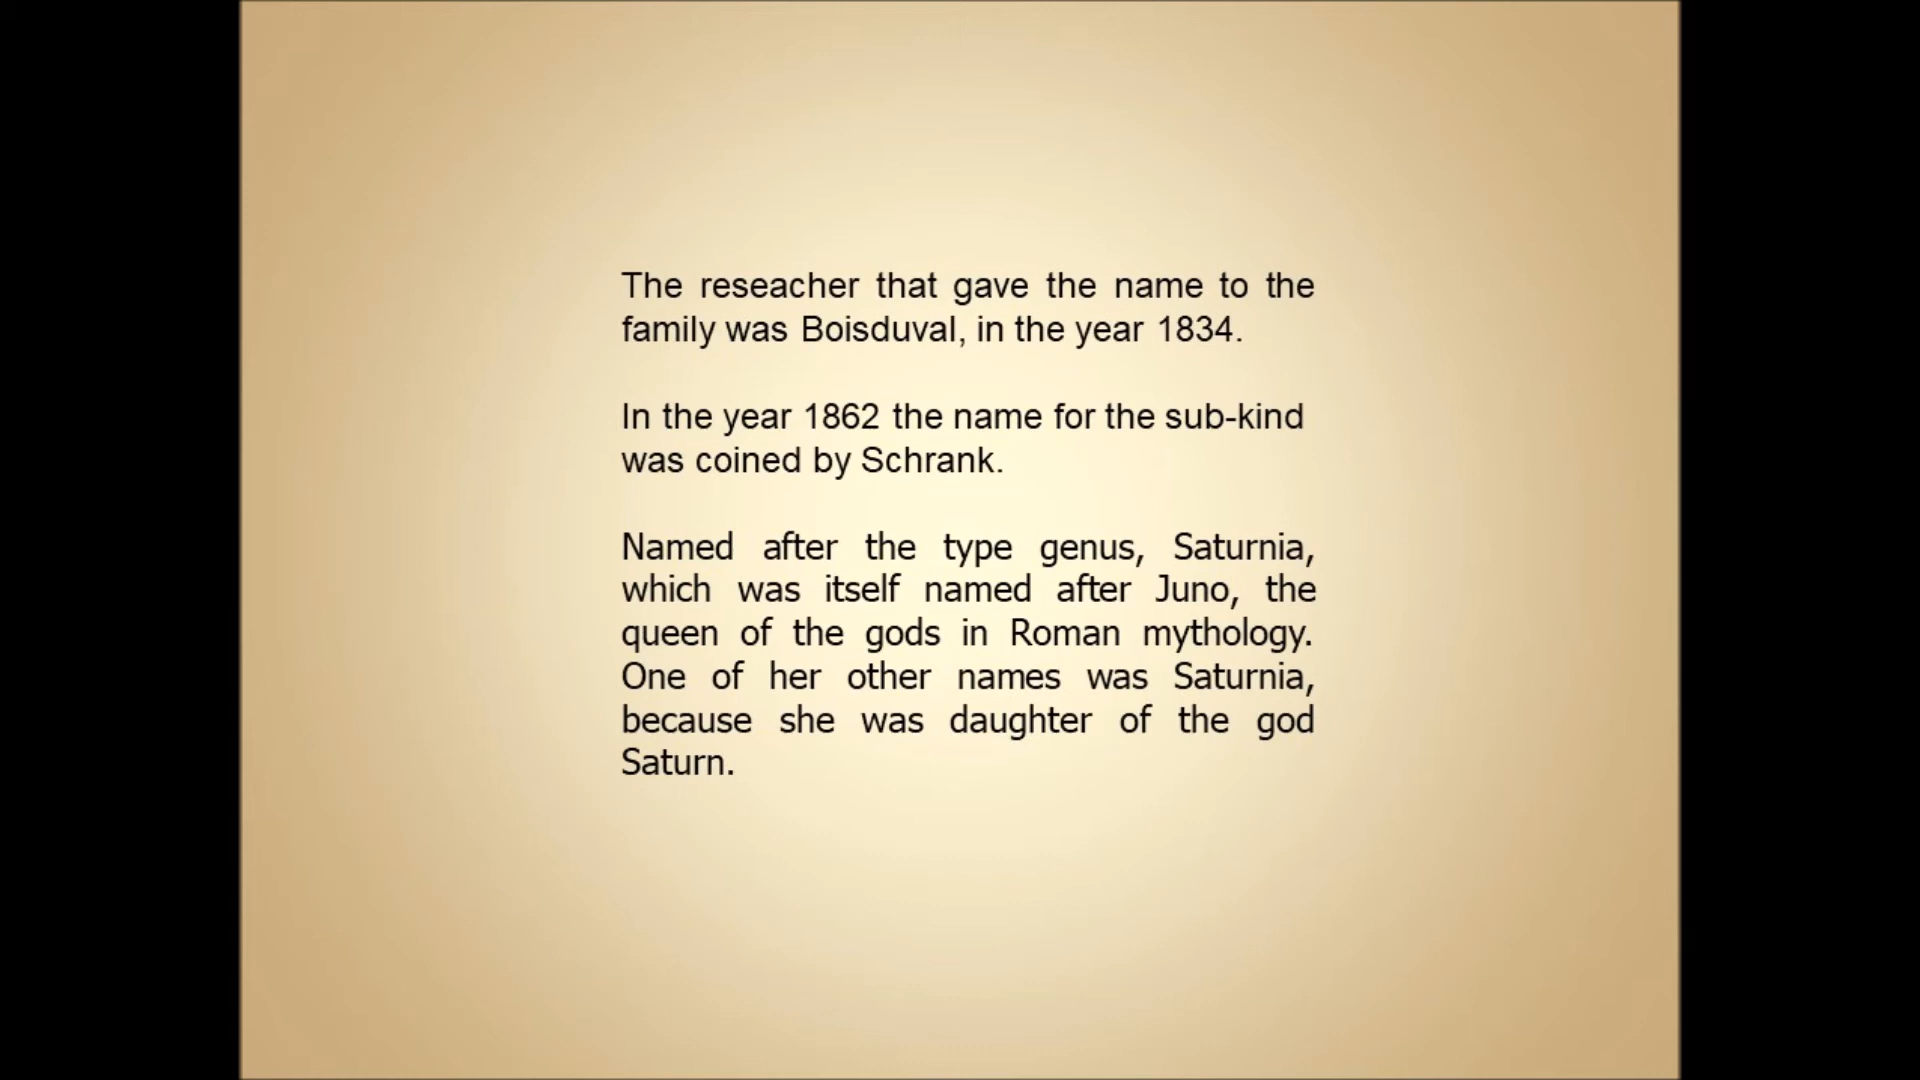 The reseacher that gave the name to the
family was Boisduval, in the year 1834.
In the year 1862 the name for the sub-kind
was coined by Schrank.
Named after the type genus, Saturnia,
which was itself named after Juno, the
queen of the gods in Roman mythology.
One of her other names was Saturnia,
because she was daughter of the god
Saturn.